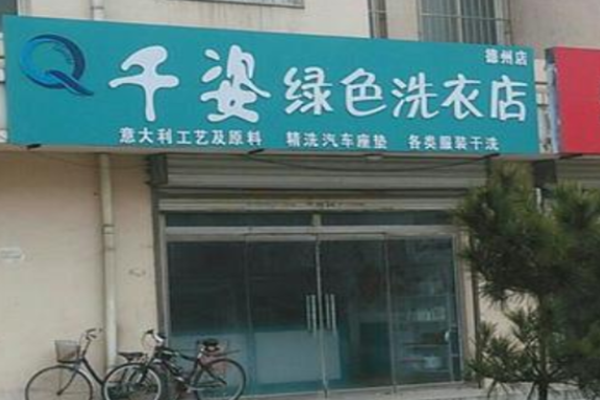 德州店
千姿 绿色洗衣店
意大利工艺及原料 精洗汽车座垫 各类服装干洗